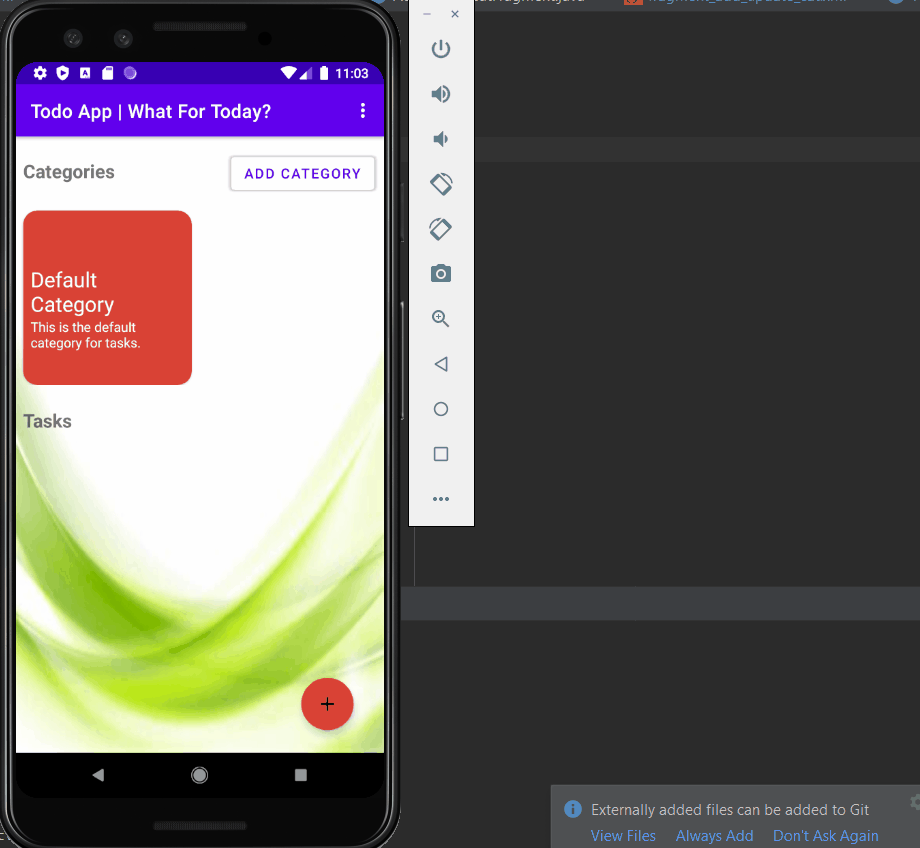 11:03
Todo App | What For Today?
Categories
ADD CATEGORY
Default
Category
This is the default
category for tasks.
Tasks
Externally added files can be added to Git
View Files Always Add Don't Ask Again